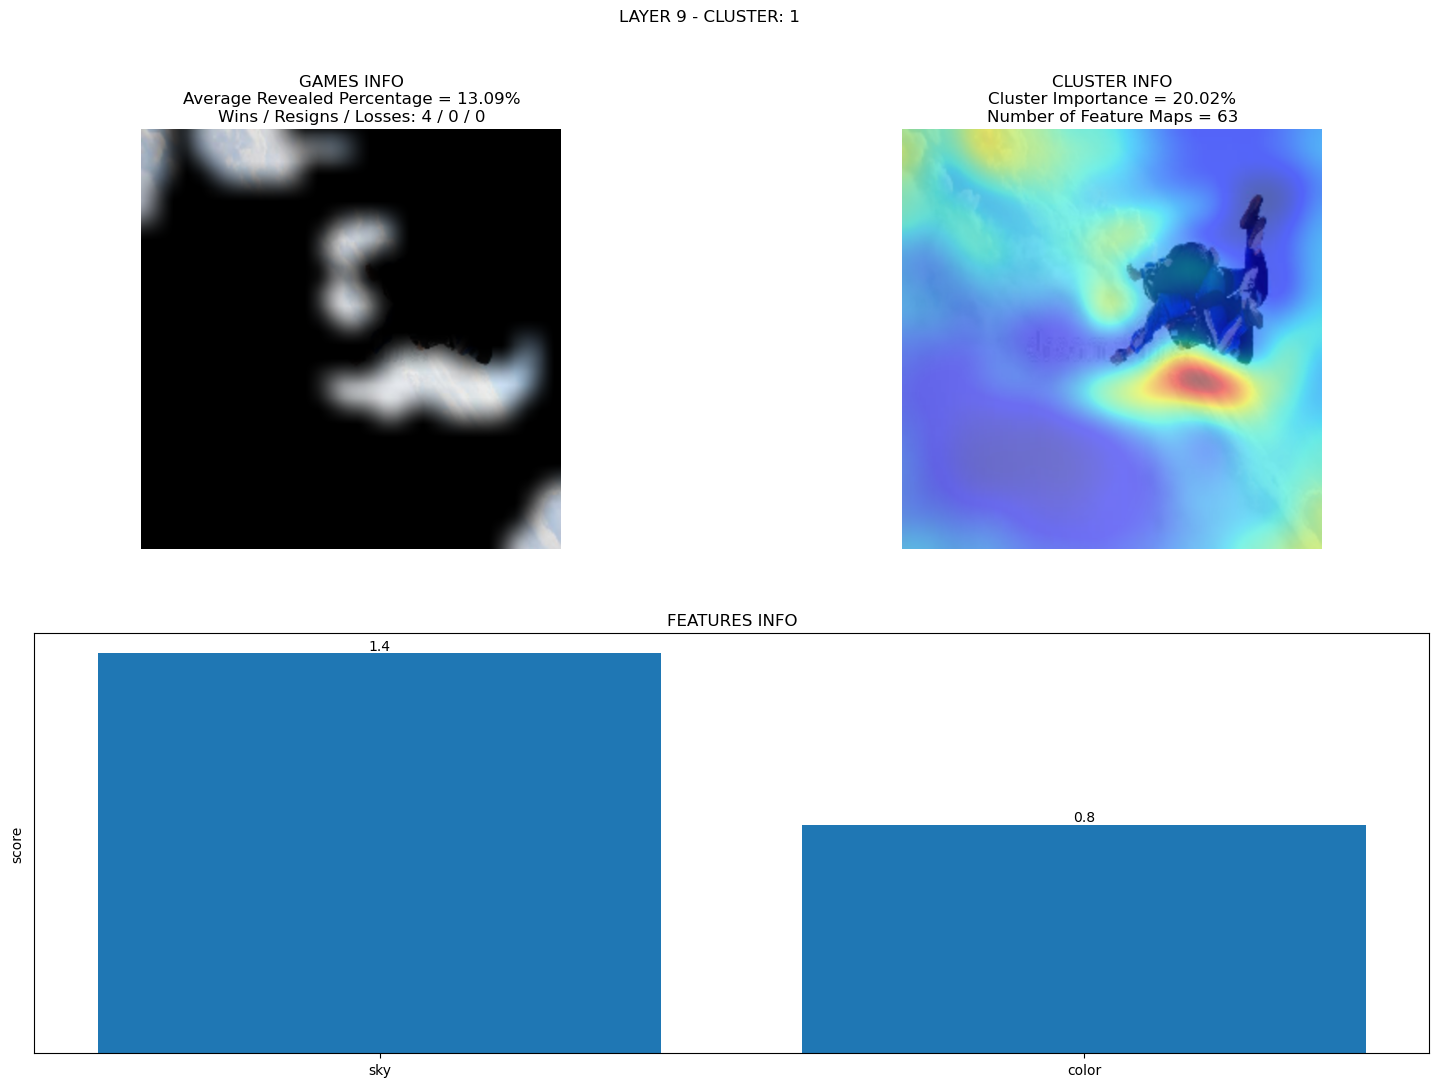 LAYER 9 - CLUSTER: 1
GAMES INFO
Average Revealed Percentage = 13.09%
Wins / Resigns / Losses: 4 / 0 / 0
CLUSTER INFO
Cluster Importance = 20.02%
Number of Feature Maps = 63
FEATURES INFO
score
1.4
0.8
sky
color